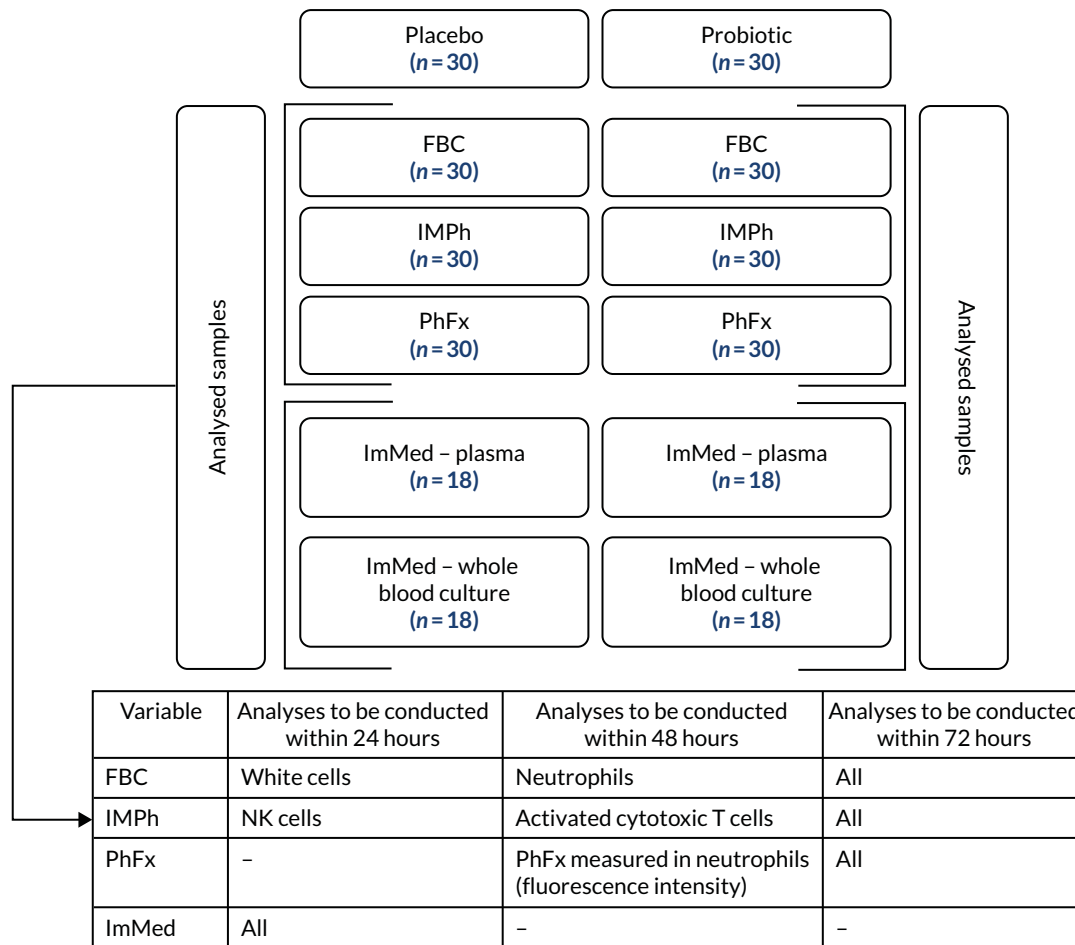 Placebo
(n = 30)
Probiotic
(n = 30)
Analysed samples
FBC
(n = 30)
FBC
(n = 30)
IMPh
(n = 30)
IMPh
(n = 30)
PhFx
(n = 30)
PhFx
(n = 30)
ImMed – plasma
(n = 18)
ImMed – plasma
(n = 18)
ImMed – whole
blood culture
(n = 18)
ImMed – whole
blood culture
(n = 18)
Analysed samples
Variable
Analyses to be conducted
within 24 hours
Analyses to be conducted
within 48 hours
Analyses to be conducted
within 72 hours
FBC
White cells
Neutrophils
All
IMPh
NK cells
Activated cytotoxic T cells
All
PhFx
–
PhFx measured in neutrophils
(fluorescence intensity)
All
ImMed
All
–
–